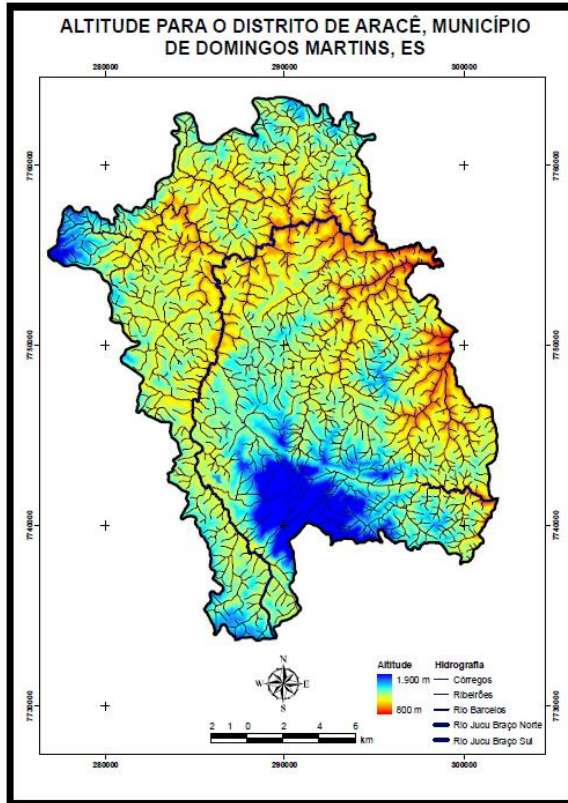 ALTITUDE PARA O DISTRITO DE ARACÊ, MUNICÍPIO
DE DOMINGOS MARTINS, ES
280000 290000 300000
7760000
7750000 7750000
7740000 7740000
7730000 7730000
N
W E
S
Altitude Hidrografia
1.900 m Córregos
Ribeirões
800 m Rio Barcelos
Rio Jucu Braço Norte
Rio Jucu Braço Sul
2 1 0 2 4 6
km
280000 290000 300000